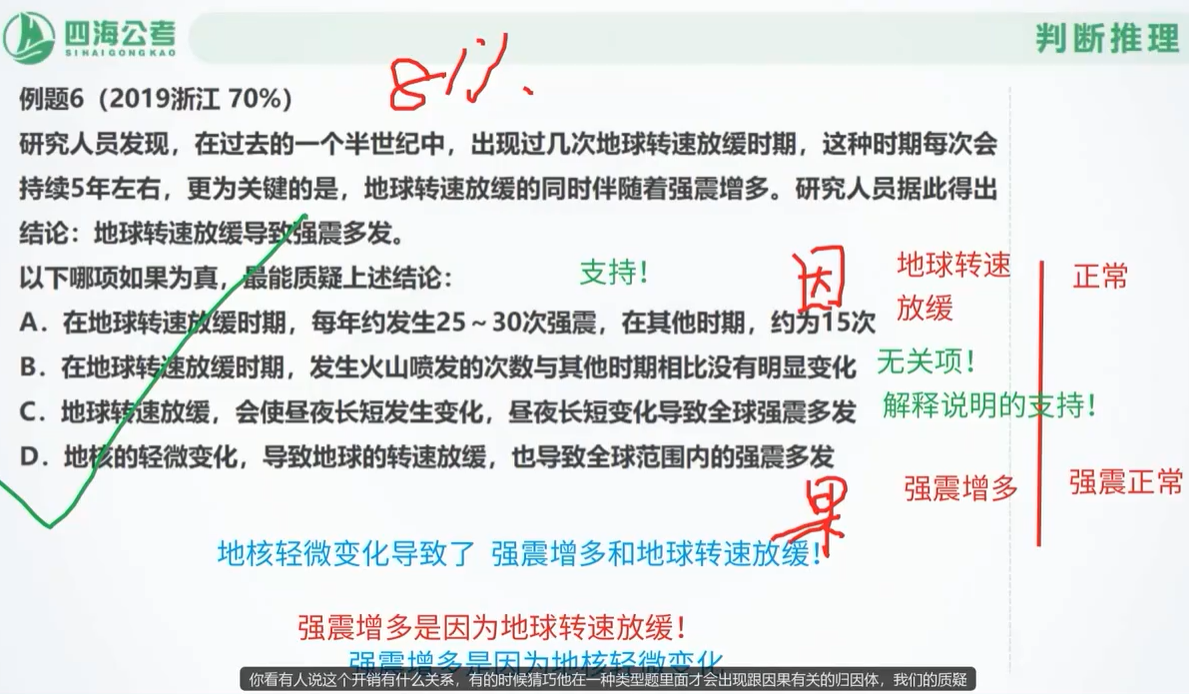 四海公考
SIHAIGONGKAO
判断推理
例题6（2019浙江 70%）
研究人员发现，在过去的一个半世纪中，出现过几次地球转速放缓时期，这种时期每次会
持续5年左右，更为关键的是，地球转速放缓的同时伴随着强震增多。研究人员据此得出
结论：地球转速放缓导致强震多发。
以下哪项如果为真，最能质疑上述结论：
支持！
因
地球转速
放缓
正常
A．在地球转速放缓时期，每年约发生25～30次强震，在其他时期，约为15次
B．在地球转速放缓时期，发生火山喷发的次数与其他时期相比没有明显变化
无关项！
C．地球转速放缓，会使昼夜长短发生变化，昼夜长短变化导致全球强震多发
解释说明的支持！
D．地核的轻微变化，导致地球的转速放缓，也导致全球范围内的强震多发
果
强震增多
强震正常
地核轻微变化导致了 强震增多和地球转速放缓！
强震增多是因为地球转速放缓！
强震增多是因为地核轻微变化
你看有人说这个开销有什么关系，有的时候猜巧他在一种类型题里面才会出现跟因果有关的归因体，我们的质疑